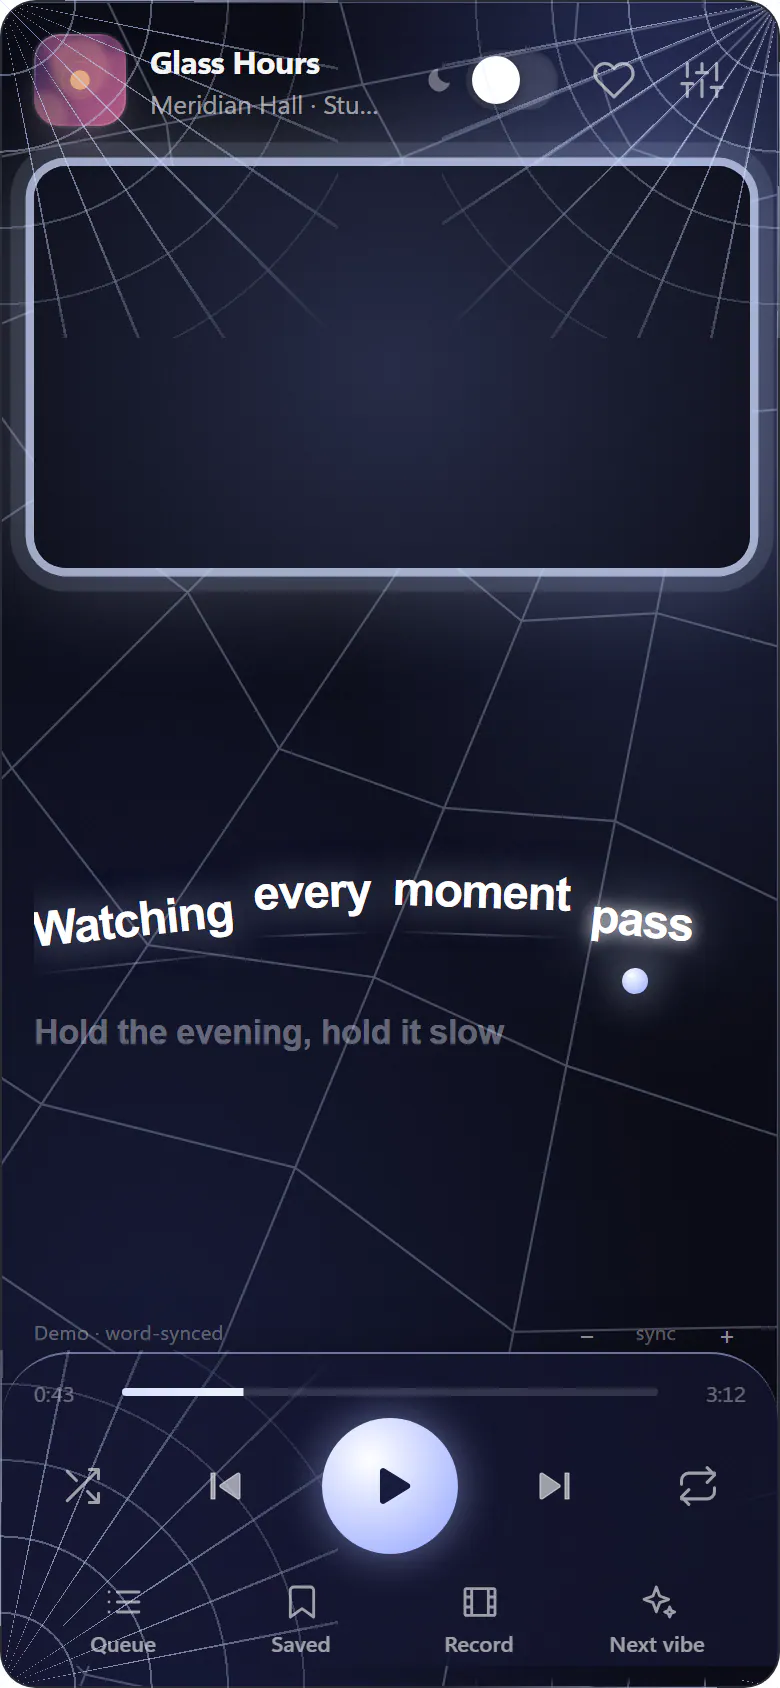 Glass Hours
Meridian Hall · Stu...
Watching every moment pass
Hold the evening, hold it slow
Demo · word-synced
− sync +
0:43
3:12
Queue
Saved
Record
Next vibe